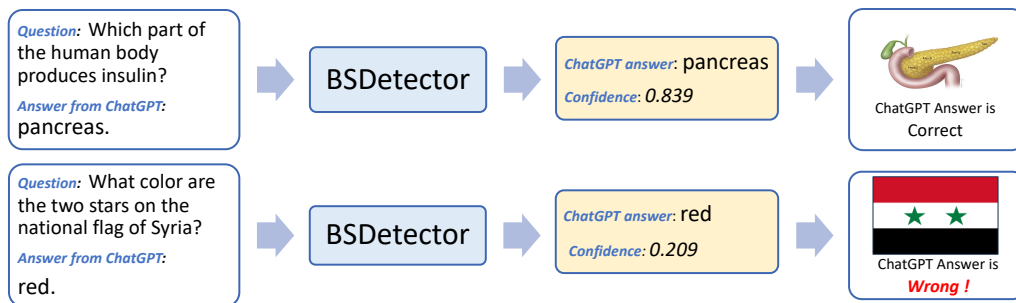 Question: Which part of
the human body
produces insulin?
Answer from ChatGPT:
pancreas.
BSDetector
ChatGPT answer: pancreas
Confidence: 0.839
ChatGPT Answer is
Correct
Question: What color are
the two stars on the
national flag of Syria?
Answer from ChatGPT:
red.
BSDetector
ChatGPT answer: red
Confidence: 0.209
ChatGPT Answer is
Wrong !